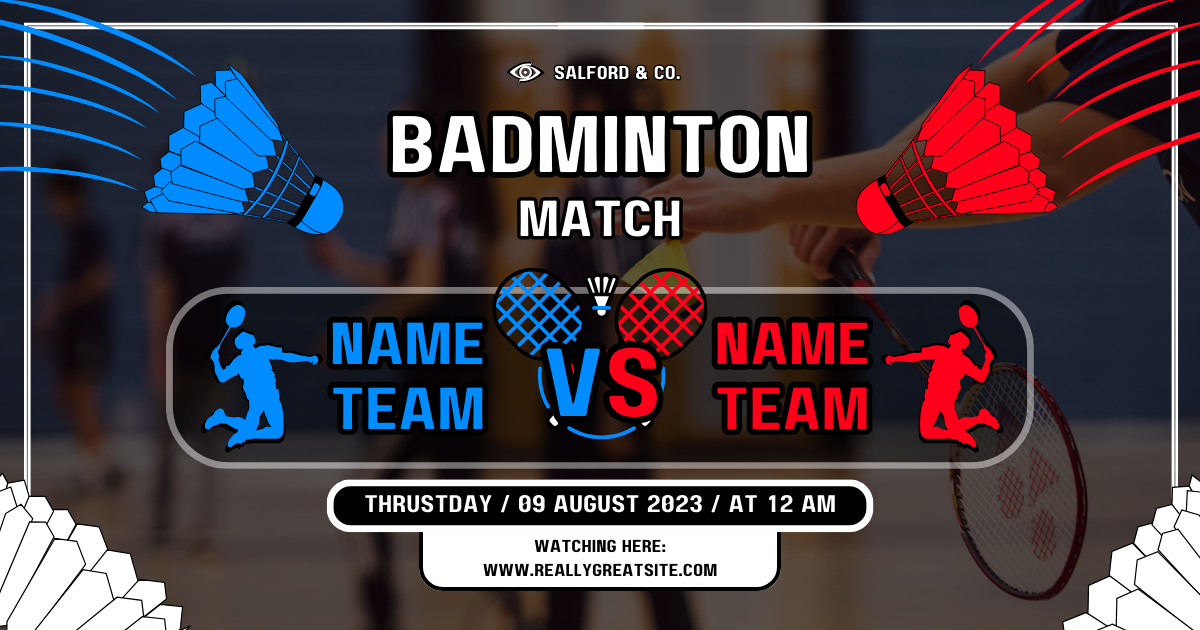 SALFORD & CO.
BADMINTON
MATCH
NAME
TEAM
VS
NAME
TEAM
THRUSTDAY / 09 AUGUST 2023 / AT 12 AM
WATCHING HERE:
WWW.REALLYGREATSITE.COM